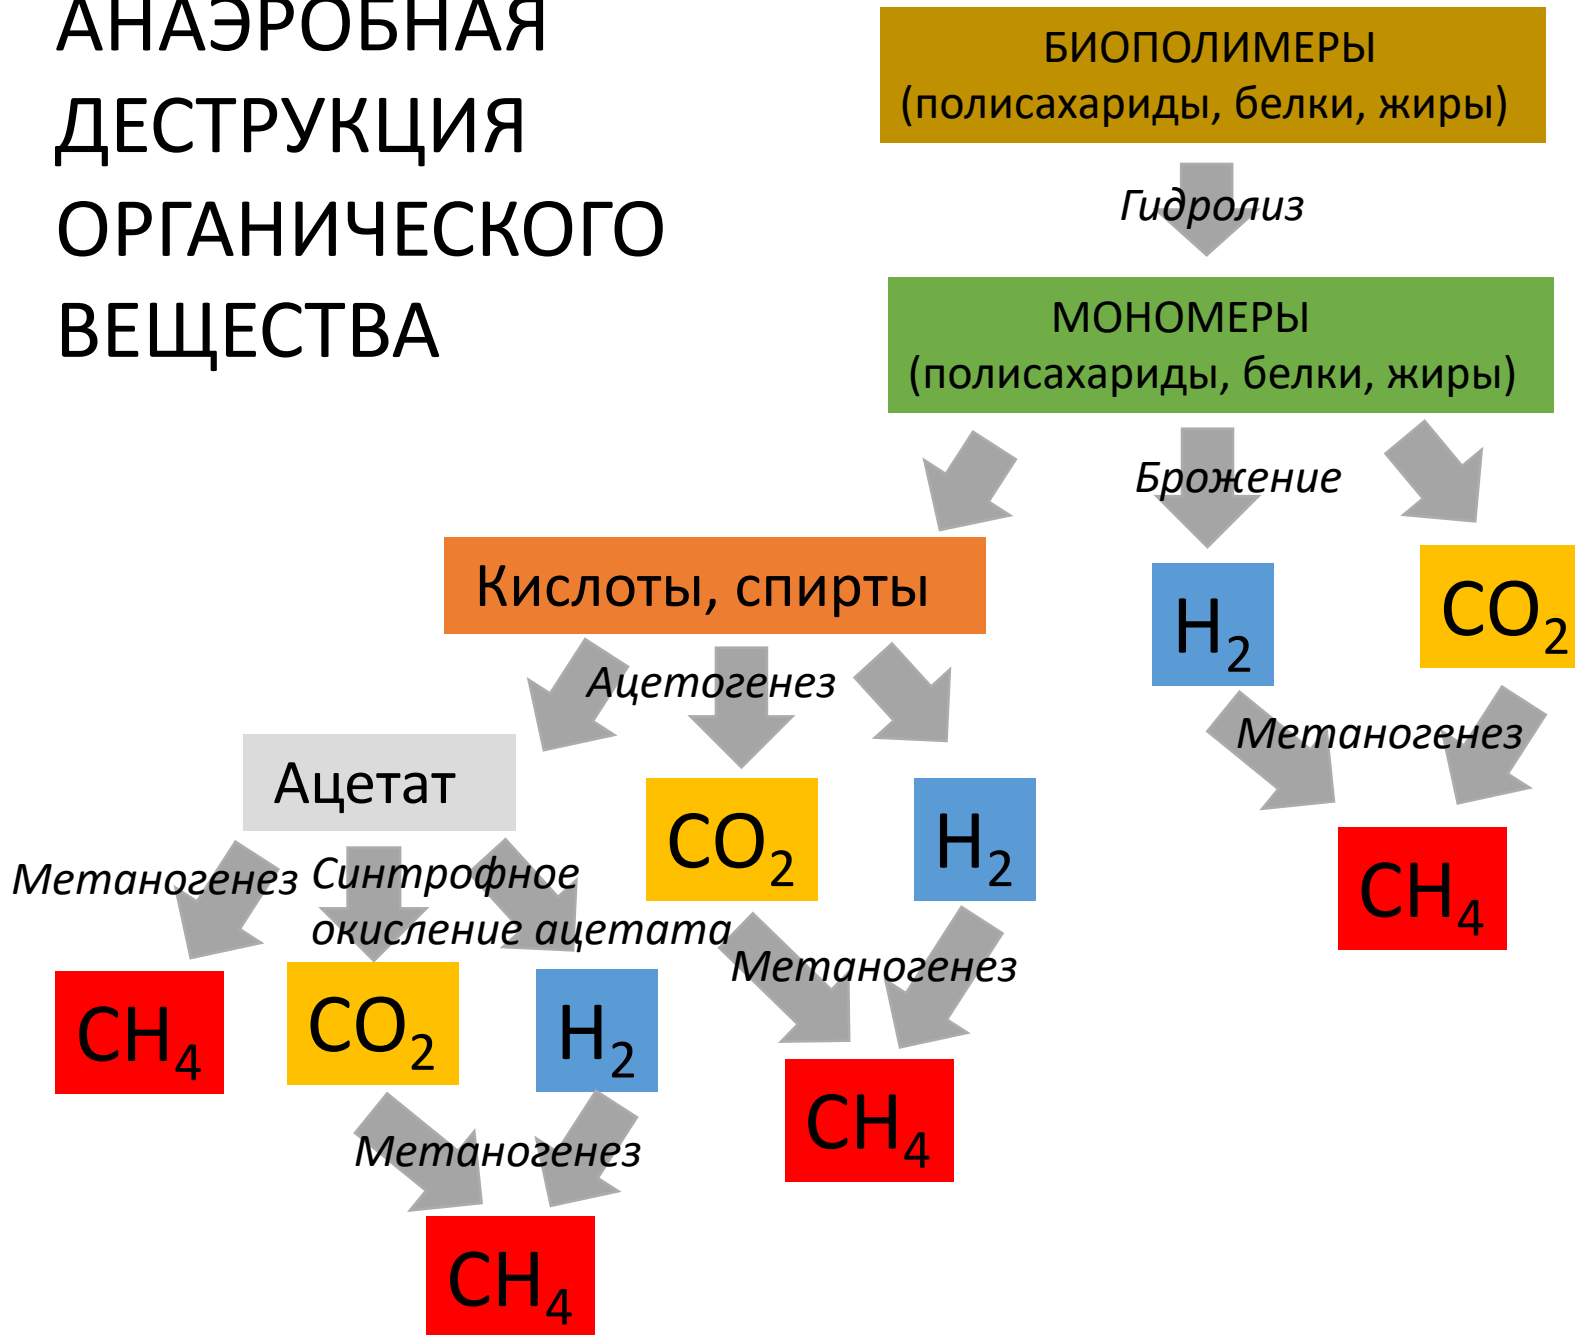 АНАЭРОБНАЯ
ДЕСТРУКЦИЯ
ОРГАНИЧЕСКОГО
ВЕЩЕСТВА
БИОПОЛИМЕРЫ
(полисахариды, белки, жиры)
Гидролиз
МОНОМЕРЫ
(полисахариды, белки, жиры)
Брожение
Кислоты, спирты
H₂
CO₂
Ацетогенез
Метаногенез
Ацетат
CO₂
H₂
CH₄
Метаногенез
Синтрофное
окисление ацетата
Метаногенез
CH₄
CO₂
H₂
CH₄
Метаногенез
CH₄